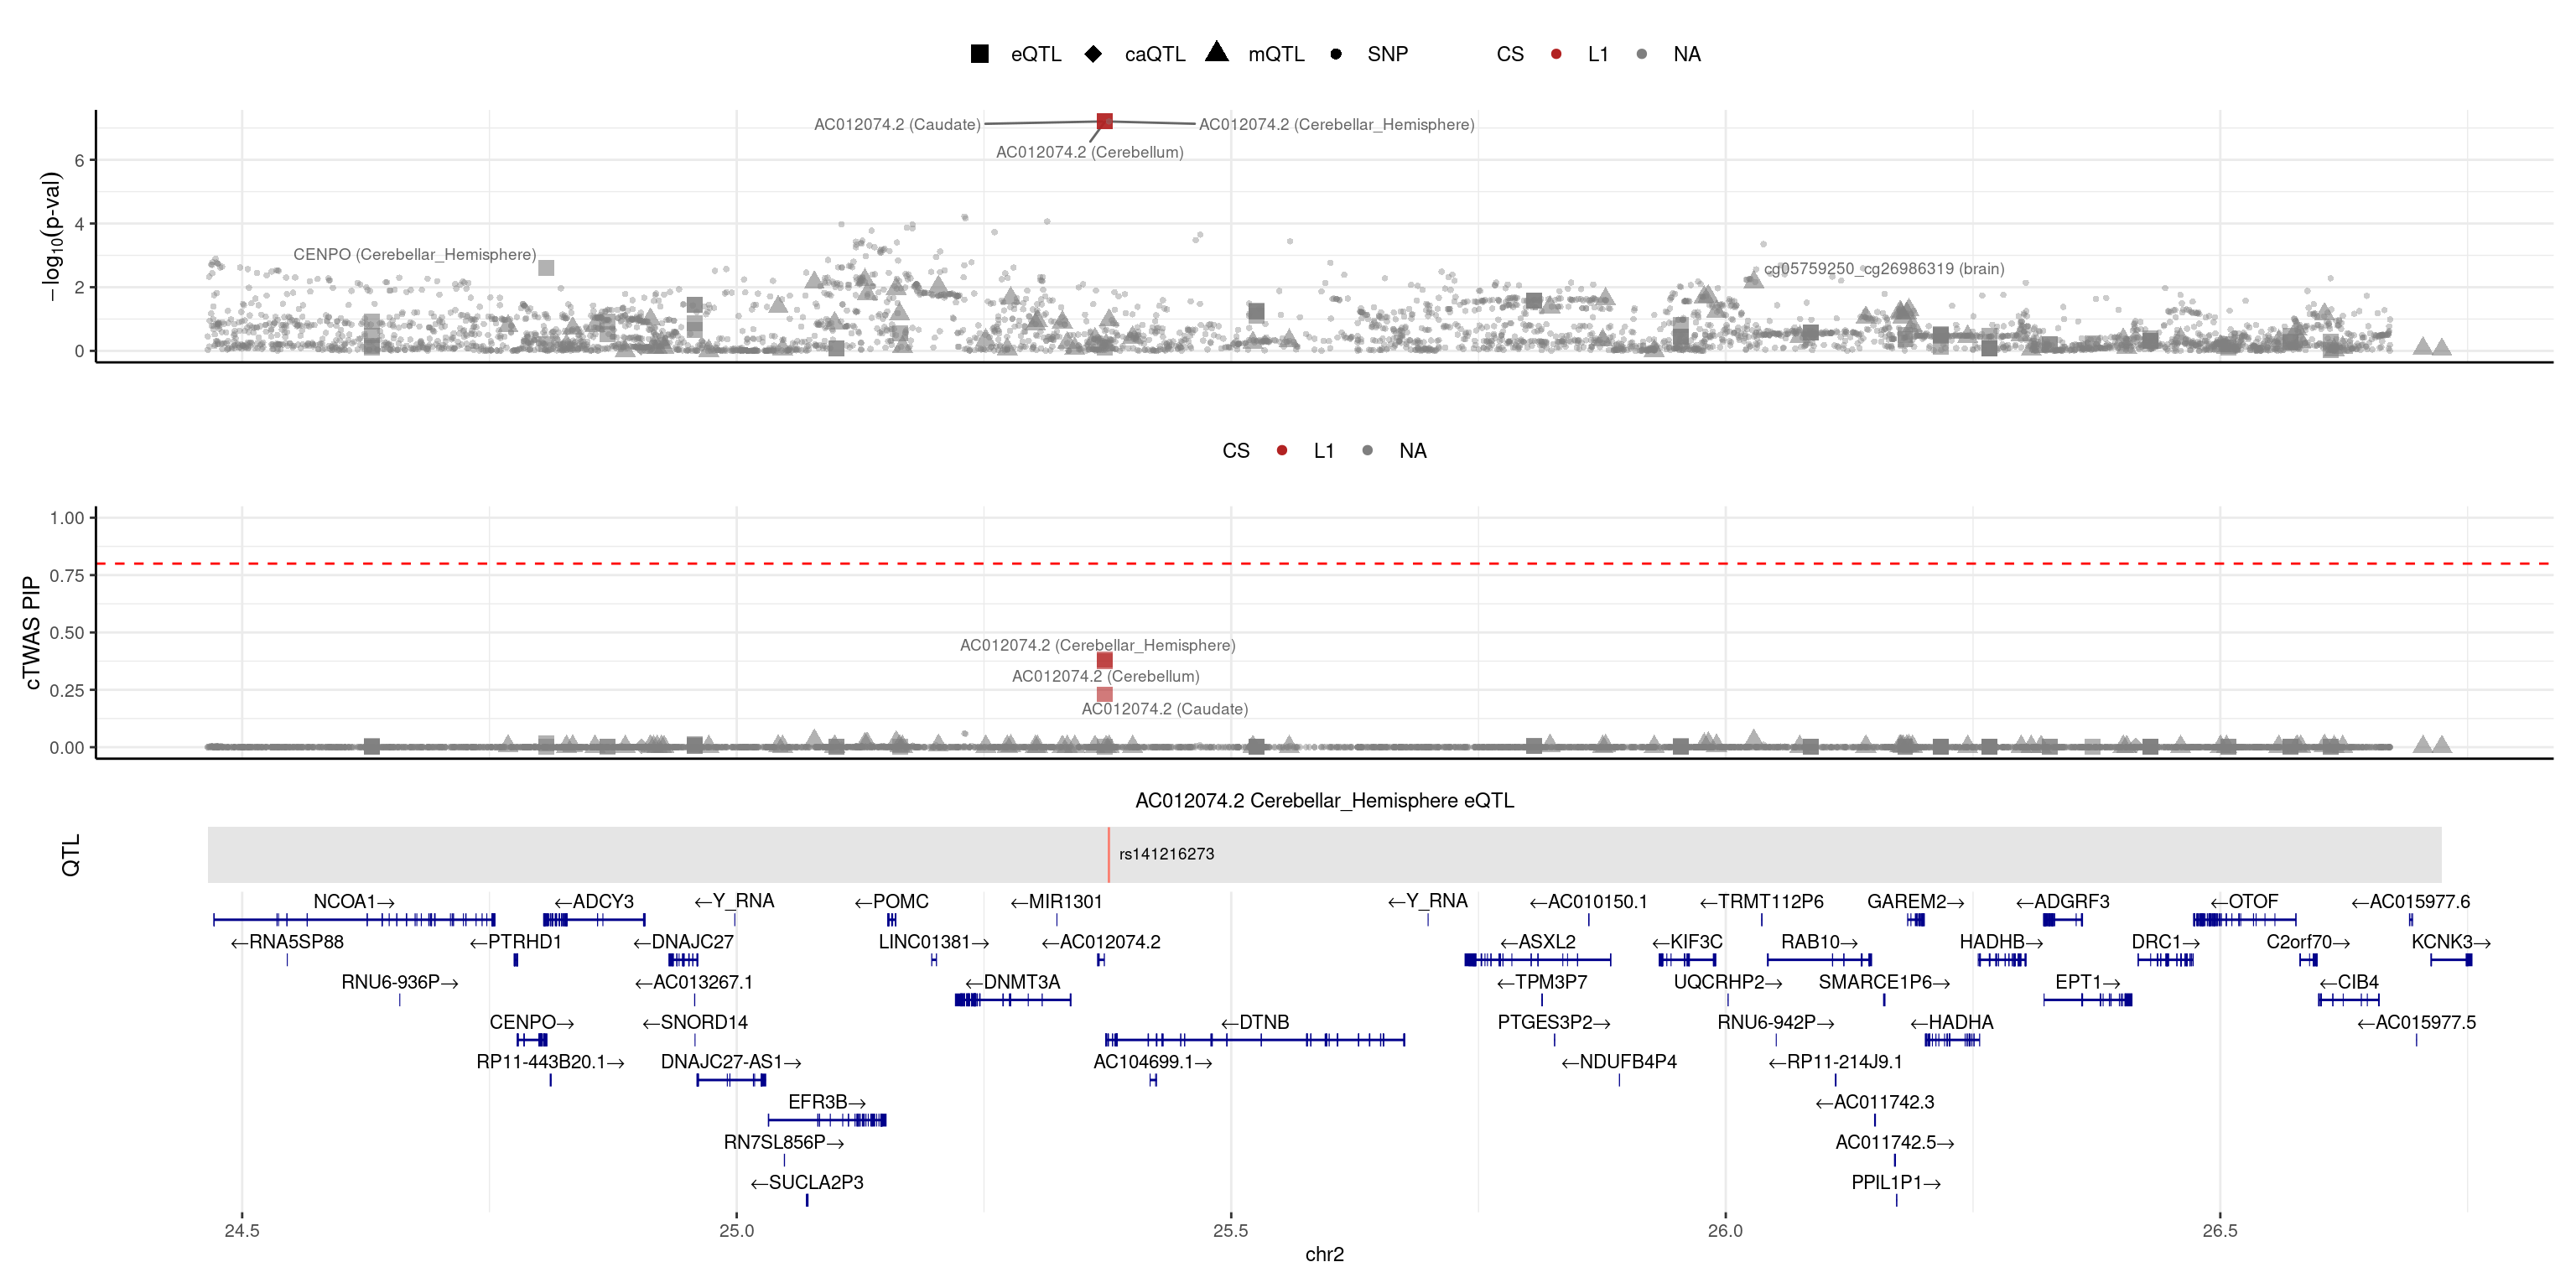 eQTL caQTL mQTL SNP CS L1 NA
AC012074.2 (Caudate)
AC012074.2 (Cerebellar_Hemisphere)
AC012074.2 (Cerebellum)
CENPO (Cerebellar_Hemisphere)
cg05759250_cg26986319 (brain)
−log10(p-val)
6
4
2
0
CS L1 NA
cTWAS PIP
1.00
0.75
0.50
0.25
0.00
AC012074.2 (Cerebellar_Hemisphere)
AC012074.2 (Cerebellum)
AC012074.2 (Caudate)
AC012074.2 Cerebellar_Hemisphere eQTL
QTL
rs141216273
NCOA1→ ←ADCY3 ←Y_RNA ←POMC ←MIR1301 ←Y_RNA ←AC010150.1 ←TRMT112P6 GAREM2→ ←ADGRF3 ←OTOF ←AC015977.6
←RNA5SP88 ←PTRHD1 ←DNAJC27 LINC01381→ ←AC012074.2 ←ASXL2 ←KIF3C RAB10→ HADHB→ DRC1→ C2orf70→ KCNK3→
RNU6-936P→ ←AC013267.1 ←DNMT3A ←TPM3P7 UQCRHP2→ SMARCE1P6→ EPT1→ ←CIB4
CENPO→ ←SNORD14 ←DTNB PTGES3P2→ RNU6-942P→ ←HADHA ←AC015977.5
RP11-443B20.1→ DNAJC27-AS1→ AC104699.1→ ←NDUFB4P4 ←RP11-214J9.1
EFR3B→ ←AC011742.3
RN7SL856P→ AC011742.5→
←SUCLA2P3 PPIL1P1→
24.5 25.0 25.5 26.0 26.5
chr2